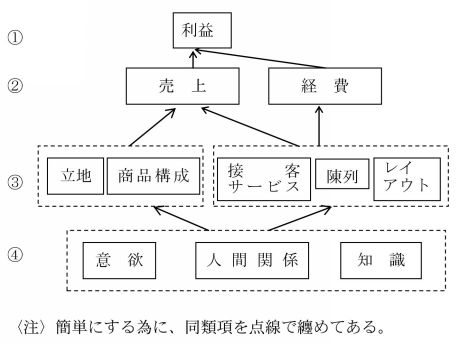 ① 利益
② 売上 経費
③ 立地 商品構成 接客サービス 陳列 レイアウト
④ 意欲 人間関係 知識
〈注〉簡単にする為に、同類項を点線で纏めてある。